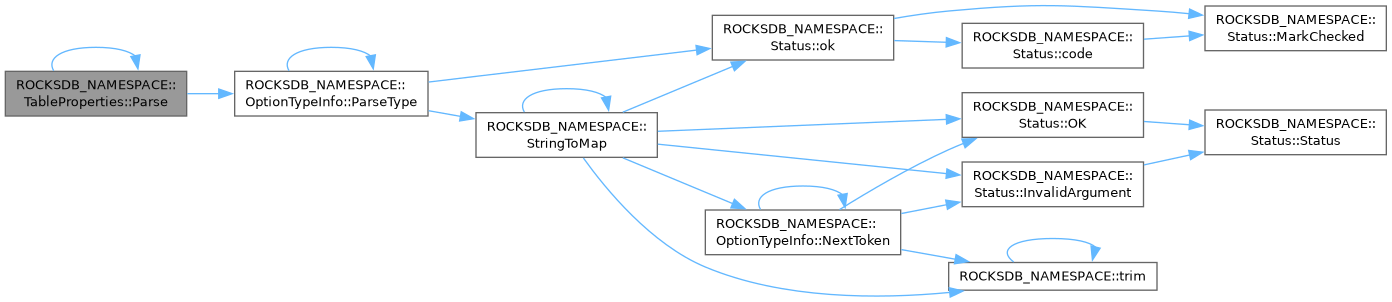 ROCKSDB_NAMESPACE::
TableProperties::Parse
ROCKSDB_NAMESPACE::
OptionTypeInfo::ParseType
ROCKSDB_NAMESPACE::
StringToMap
ROCKSDB_NAMESPACE::
Status::ok
ROCKSDB_NAMESPACE::
Status::code
ROCKSDB_NAMESPACE::
Status::MarkChecked
ROCKSDB_NAMESPACE::
Status::OK
ROCKSDB_NAMESPACE::
Status::Status
ROCKSDB_NAMESPACE::
Status::InvalidArgument
ROCKSDB_NAMESPACE::
OptionTypeInfo::NextToken
ROCKSDB_NAMESPACE::trim